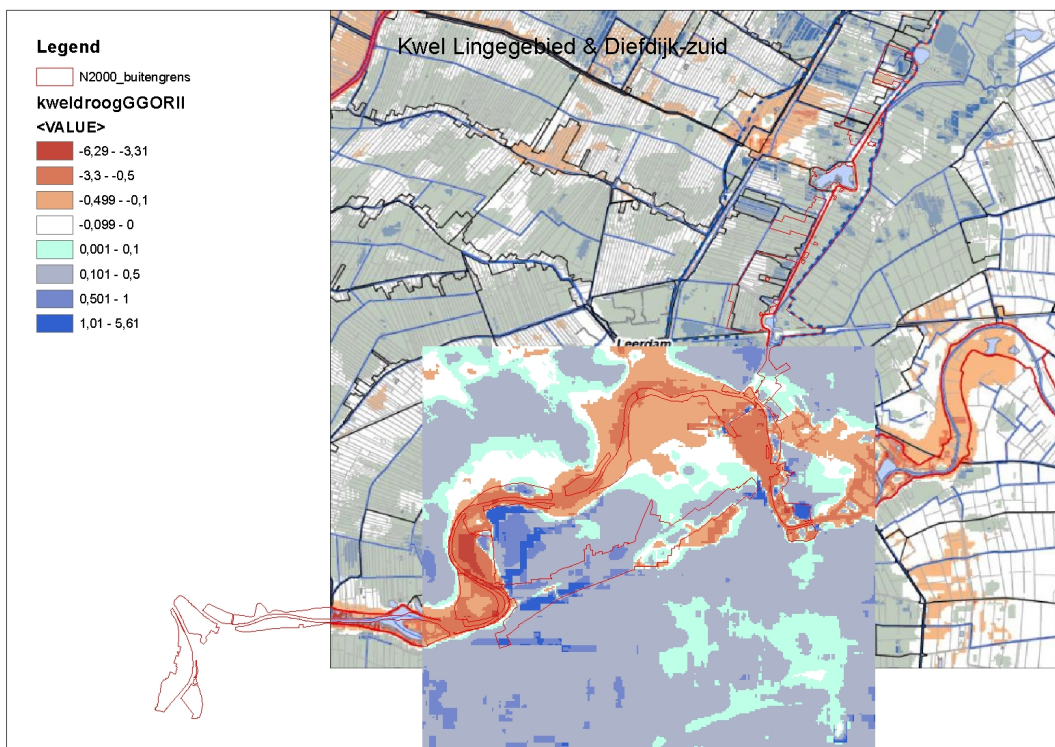 Kwel Lingegebied & Diefdijk-zuid
Legend
N2000_buitengrens
kweldroogGGORII
<VALUE>
-6,29 - -3,31
-3,3 - -0,5
-0,499 - -0,1
-0,099 - 0
0,001 - 0,1
0,101 - 0,5
0,501 - 1
1,01 - 5,61
Leerdam